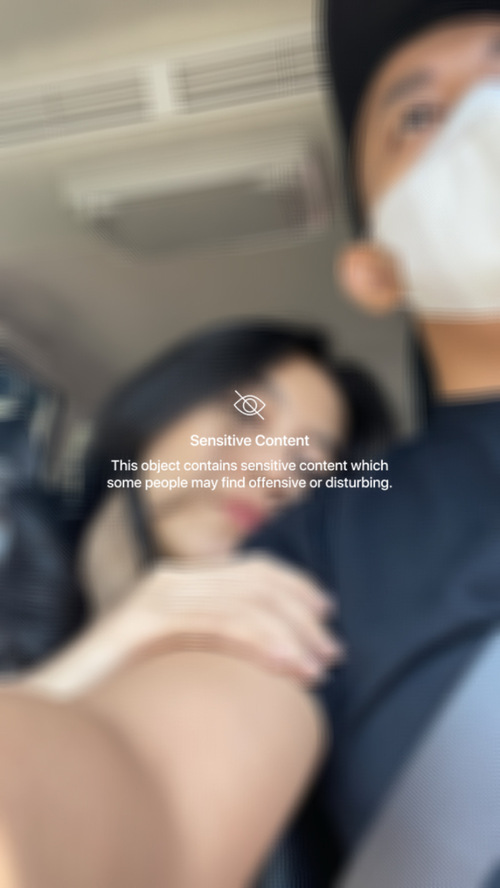 Sensitive Content
This object contains sensitive content which
some people may find offensive or disturbing.